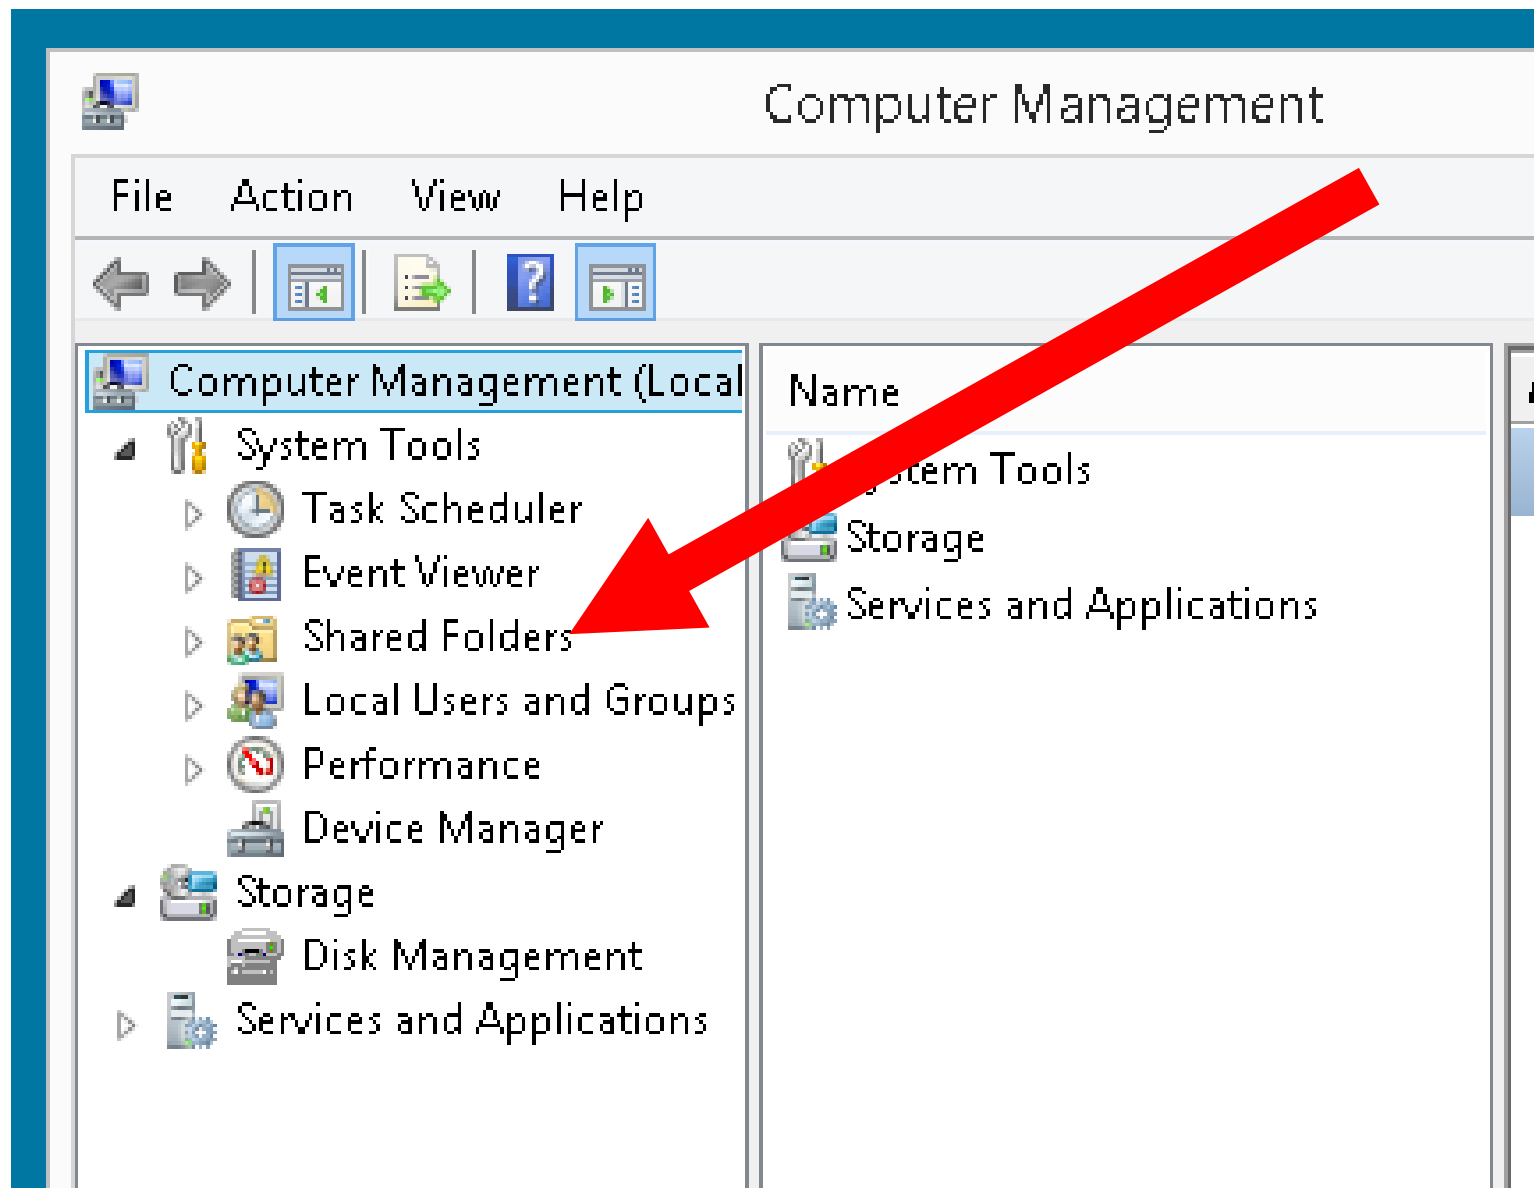 Computer Management
File Action View Help
Computer Management (Local
System Tools
Task Scheduler
Event Viewer
Shared Folders
Local Users and Groups
Performance
Device Manager
Storage
Disk Management
Services and Applications
Name
Tools
Storage
Services and Applications